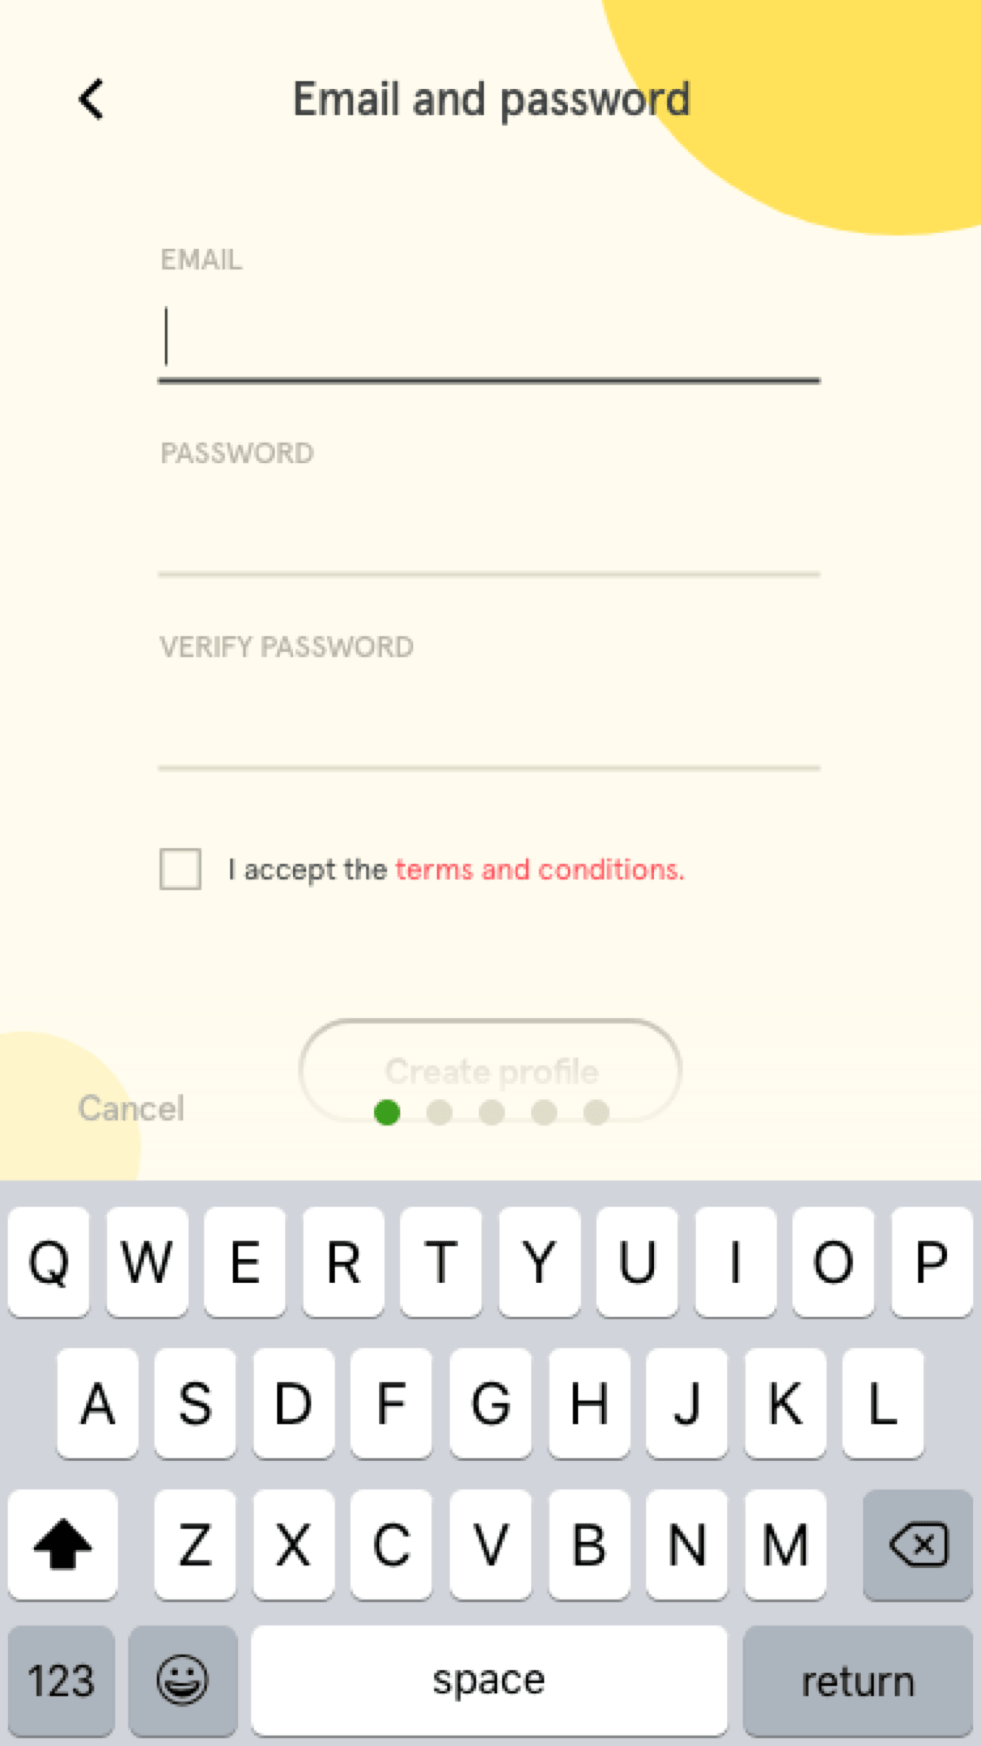 Email and password
EMAIL
PASSWORD
VERIFY PASSWORD
I accept the terms and conditions.
Create profile
Cancel
Q W E R T Y U I O P
A S D F G H J K L
Z X C V B N M
123 space return